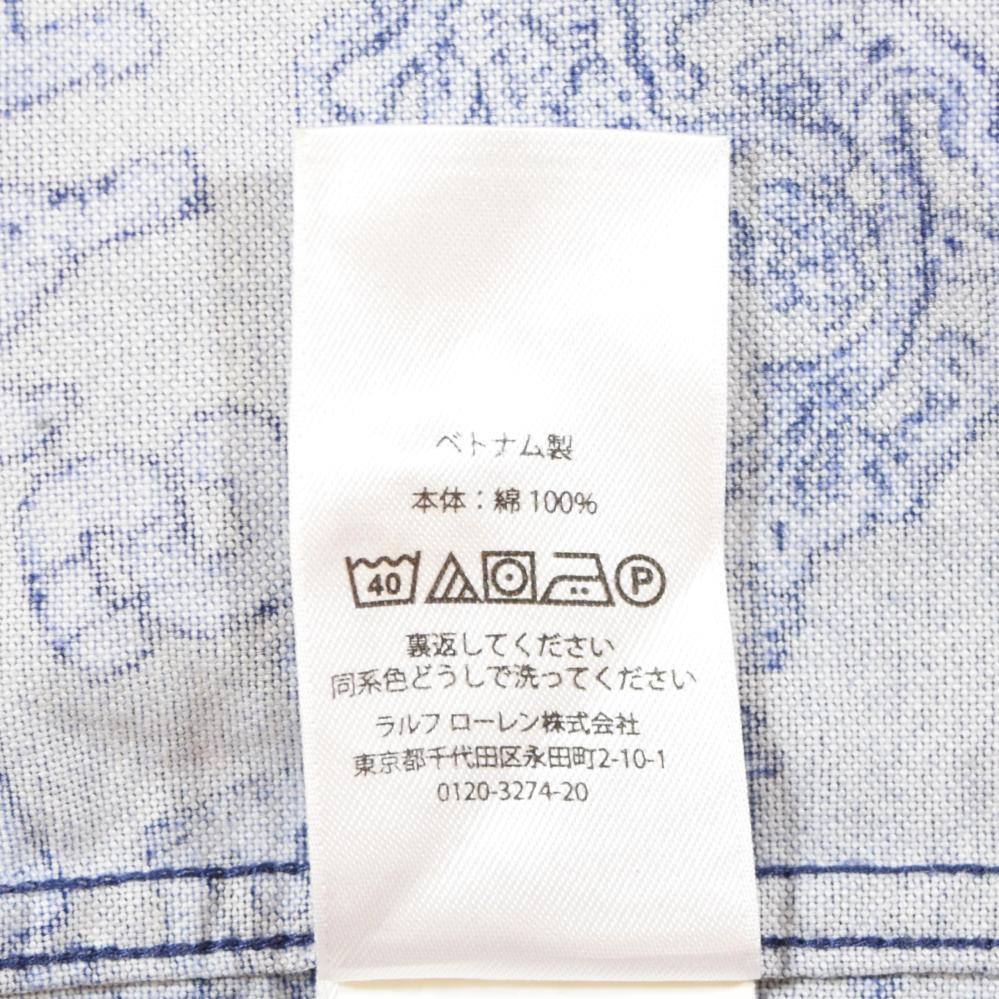 ベトナム製
本体：綿 100%
40 P
裏返してください
同系色どうしで洗ってください
ラルフ ローレン株式会社
東京都千代田区永田町2-10-1
0120-3274-20